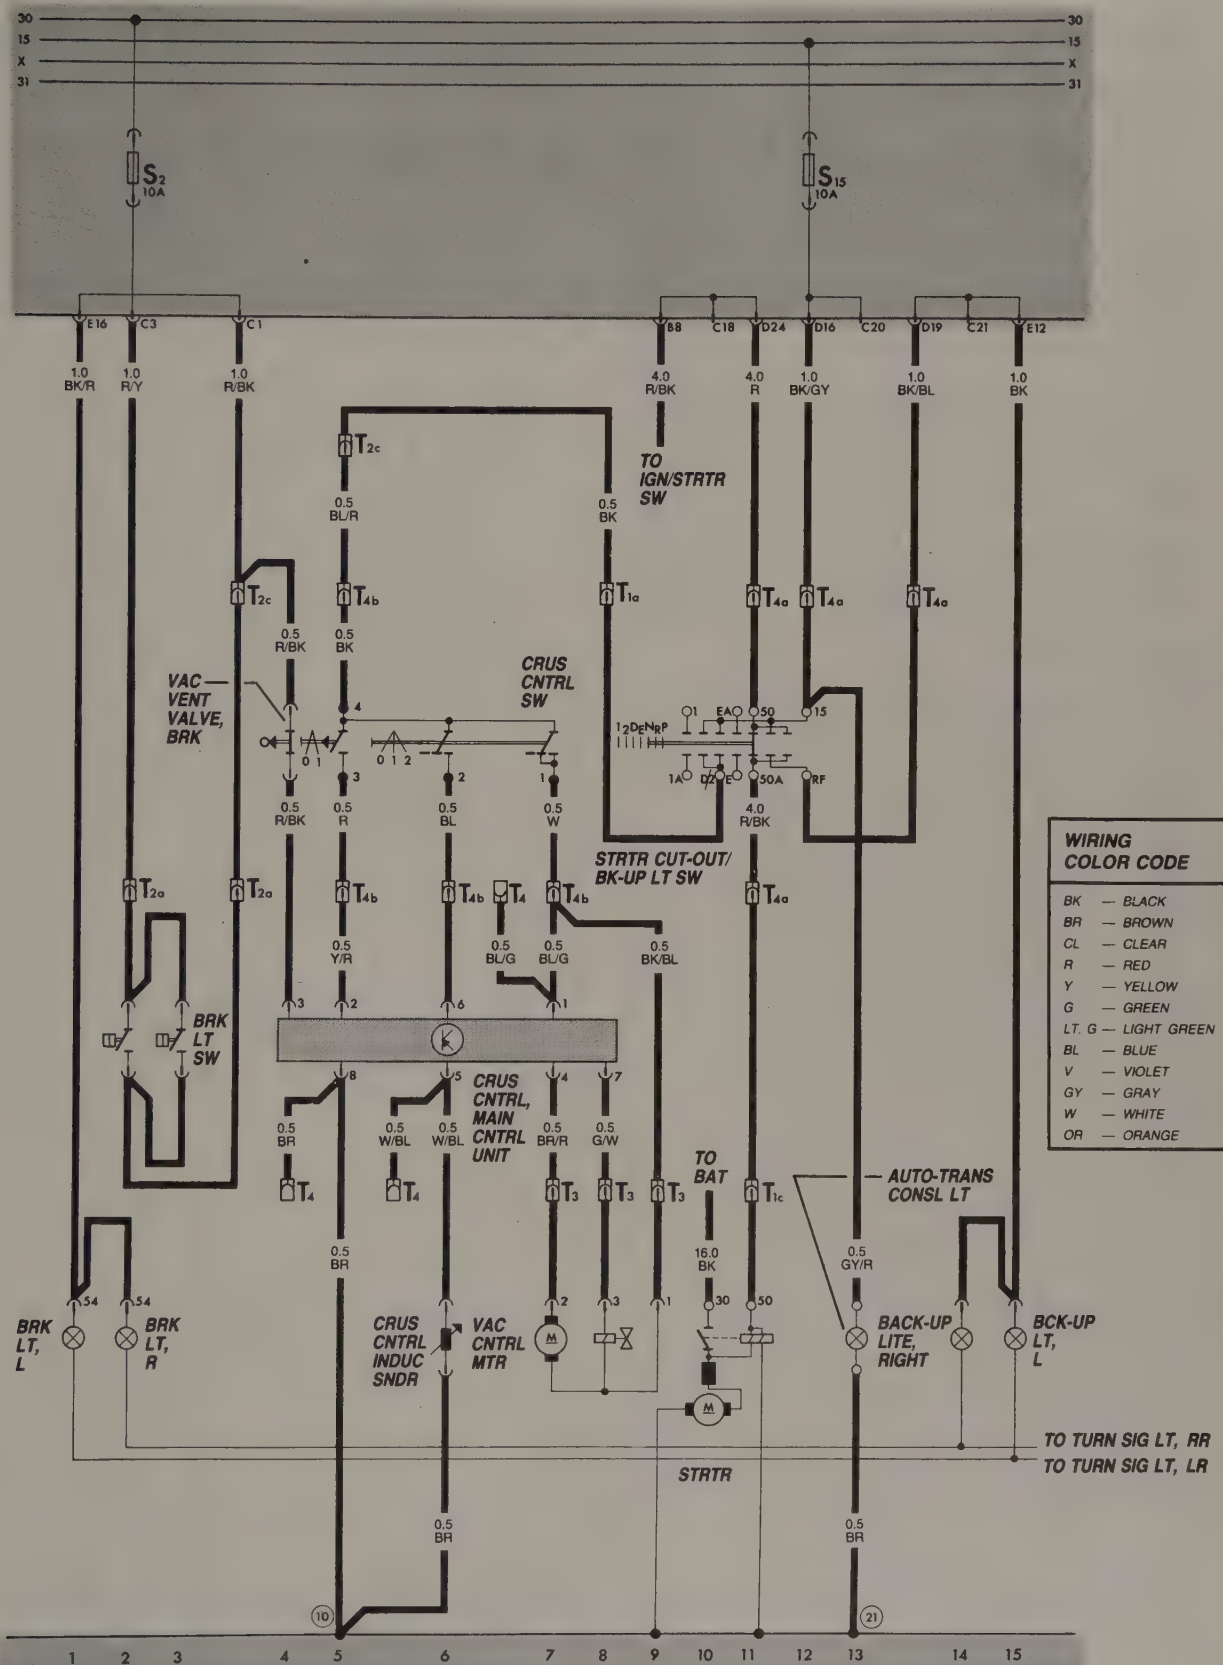 30 30
15 15
X X
31 31
S2
10A
S15
10A
E16 C3 C1 B8 C18 D24 D16 C20 D19 C21 E12
1.0
BK/R
1.0
R/Y
1.0
R/BK
4.0
R/BK
4.0
R
1.0
BK/GY
1.0
BK/BL
1.0
BK
T2c
TO
IGN/STRTR
SW
0.5
BL/R
0.5
BK
T2c T4b T1a T4a T4a T4a
0.5
R/BK
0.5
BK
VAC
VENT
VALVE,
BRK
CRUS
CNTRL
SW
4
1 EA 50 15
1 2 D E N R P
0 1 0 1 2
3 2 1
1A D2 E 50A RF
0.5
R/BK
0.5
R
0.5
BL
0.5
W
4.0
R/BK
STRTR CUT-OUT/
BK-UP LT SW
T2a T2a T4b T4b T4 T4b T4a
0.5
Y/R
0.5
BL/G
0.5
BL/G
0.5
BK/BL
3 2 6 1
BRK
LT
SW
8 5 4 7
CRUS
CNTRL,
MAIN
CNTRL
UNIT
0.5
BR
0.5
W/BL
0.5
W/BL
0.5
BR/R
0.5
G/W
T4 T4 T3 T3 T3 T1c
TO
BAT
AUTO-TRANS
CONSL LT
0.5
BR
16.0
BK
0.5
GY/R
54 54 2 3 1 30 50
BRK
LT,
L
BRK
LT,
R
CRUS
CNTRL
INDUC
SNDR
VAC
CNTRL
MTR
M
M
BACK-UP
LITE,
RIGHT
BCK-UP
LT,
L
TO TURN SIG LT, RR
TO TURN SIG LT, LR
STRTR
0.5
BR
0.5
BR
10 21
1 2 3 4 5 6 7 8 9 10 11 12 13 14 15
WIRING
COLOR CODE
BK — BLACK
BR — BROWN
CL — CLEAR
R — RED
Y — YELLOW
G — GREEN
LT. G — LIGHT GREEN
BL — BLUE
V — VIOLET
GY — GRAY
W — WHITE
OR — ORANGE